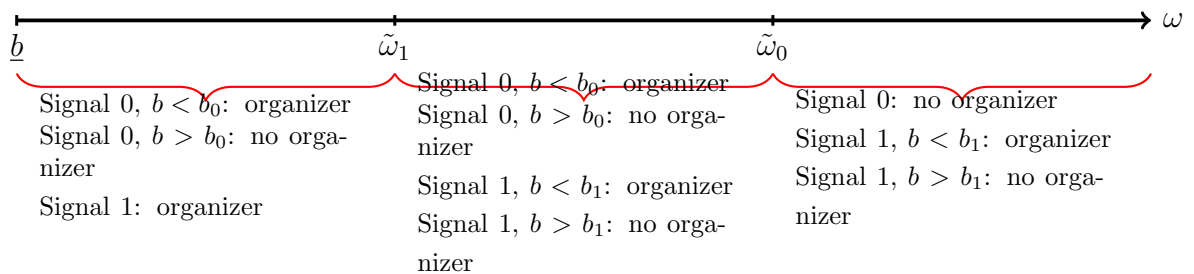 ω
b̲ ω̃₁ ω̃₀
Signal 0, b < b₀: organizer
Signal 0, b > b₀: no orga-
nizer
Signal 1: organizer
Signal 0, b < b₀: organizer
Signal 0, b > b₀: no orga-
nizer
Signal 1, b < b₁: organizer
Signal 1, b > b₁: no orga-
nizer
Signal 0: no organizer
Signal 1, b < b₁: organizer
Signal 1, b > b₁: no orga-
nizer